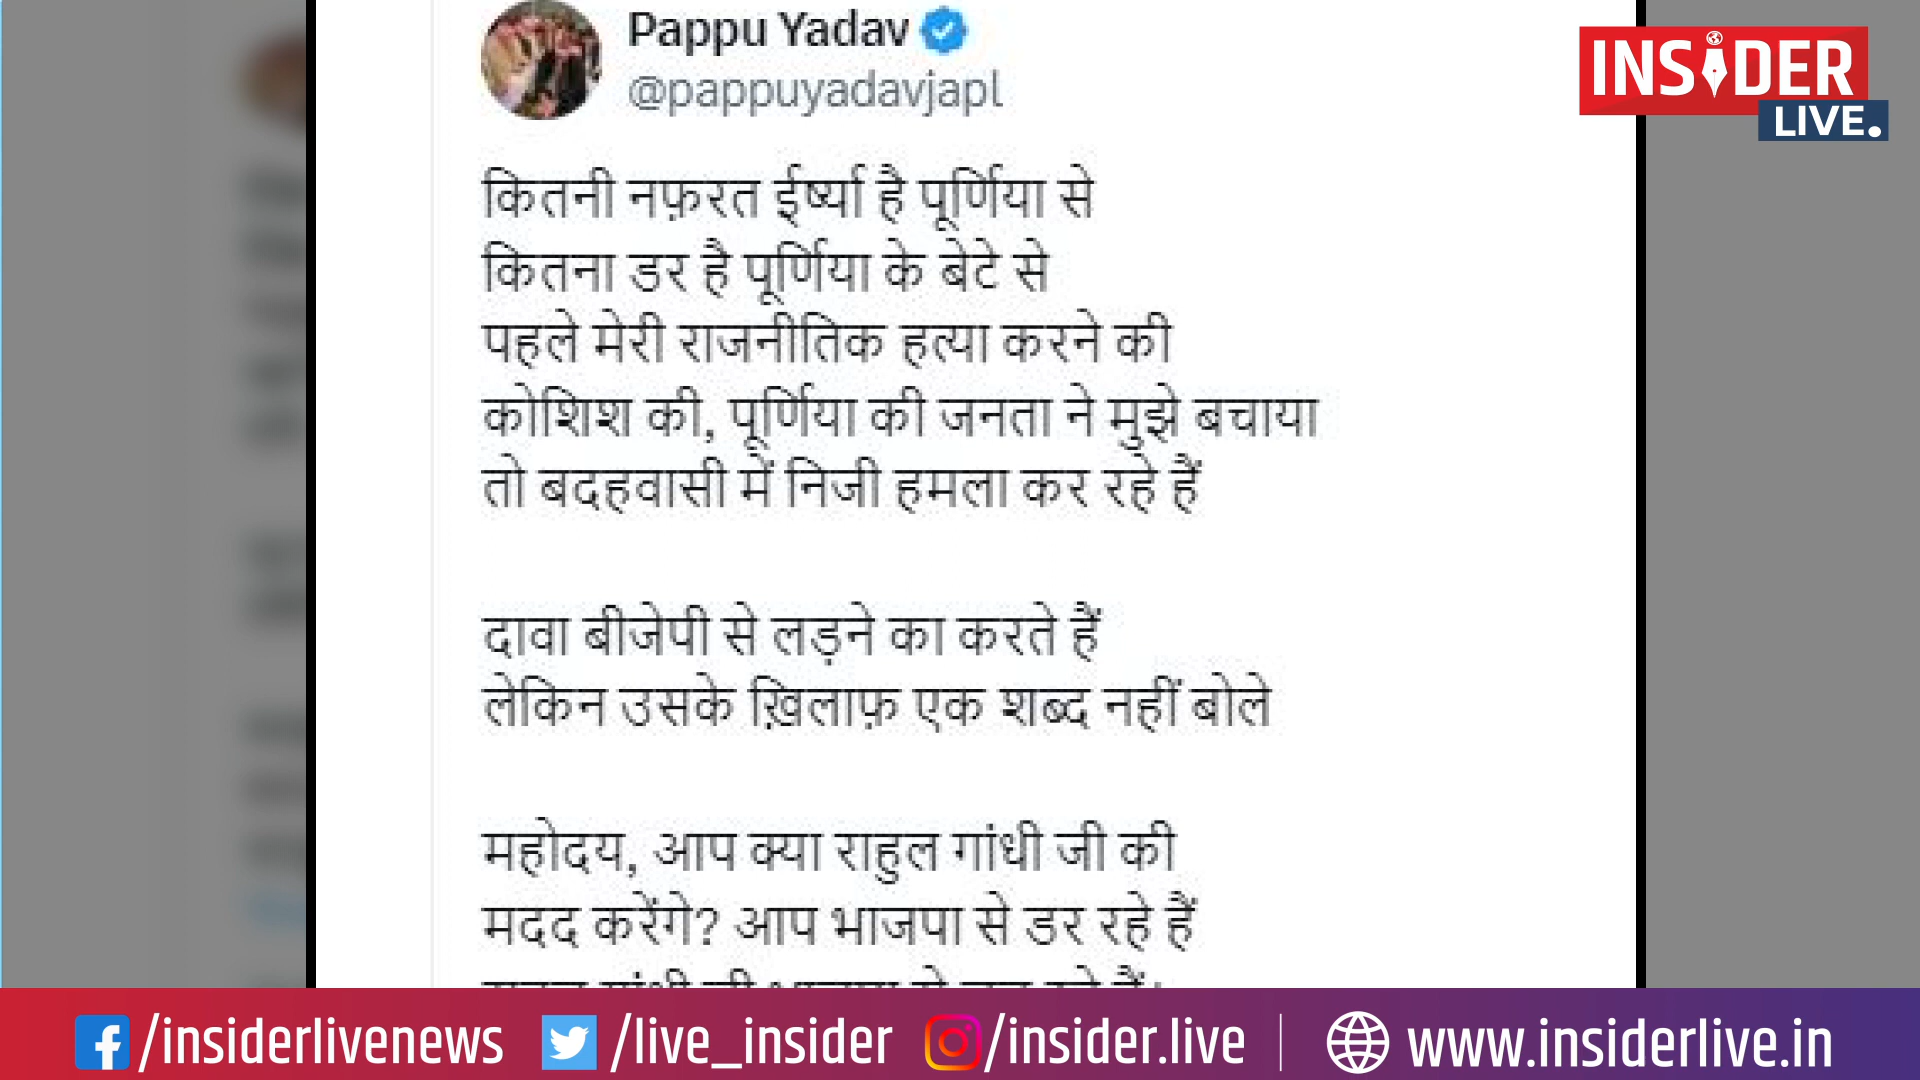 Pappu Yadav
@pappuyadavjapl
INSiDER
LIVE.
कितनी नफ़रत ईर्ष्या है पूर्णिया से
कितना डर है पूर्णिया के बेटे से
पहले मेरी राजनीतिक हत्या करने की
कोशिश की, पूर्णिया की जनता ने मुझे बचाया
तो बदहवासी में निजी हमला कर रहे हैं
दावा बीजेपी से लड़ने का करते हैं
लेकिन उसके ख़िलाफ़ एक शब्द नहीं बोले
महोदय, आप क्या राहुल गांधी जी की
मदद करेंगे? आप भाजपा से डर रहे हैं
/insiderlivenews /live_insider /insider.live www.insiderlive.in